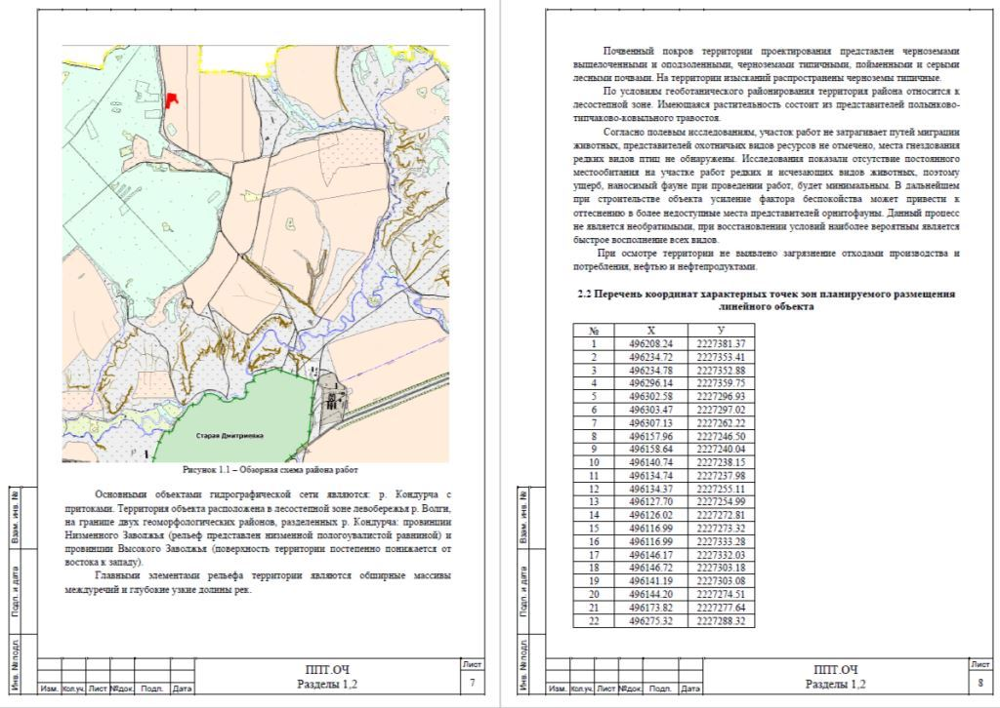 Старая Дмитриевка
Рисунок 1.1 – Обзорная схема района работ
Основными объектами гидрографической сети являются: р. Кондурча с
притоками. Территория объекта расположена в лесостепной зоне левобережья р. Волги,
на границе двух геоморфологических районов, разделенных р. Кондурча: провинции
Низменного Заволжья (рельеф представлен низменной пологоувалистой равниной) и
провинции Высокого Заволжья (поверхность территории постепенно понижается от
востока к западу).
Главными элементами рельефа территории являются обширные массивы
междуречий и глубокие узкие долины рек.
Взам. инв. №
Подп. и дата
Инв. № подл.
Изм. Кол.уч. Лист №док. Подп. Дата
ППТ.ОЧ
Разделы 1,2
Лист
7
Почвенный покров территории проектирования представлен черноземами
выщелоченными и оподзоленными, черноземами типичными, пойменными и серыми
лесными почвами. На территории изысканий распространены черноземы типичные.
По условиям геоботанического районирования территория района относится к
лесостепной зоне. Имеющаяся растительность состоит из представителей полынково-
типчаково-ковыльного травостоя.
Согласно полевым исследованиям, участок работ не затрагивает путей миграции
животных, представителей охотничьих видов ресурсов не отмечено, места гнездования
редких видов птиц не обнаружены. Исследования показали отсутствие постоянного
местообитания на участке работ редких и исчезающих видов животных, поэтому
ущерб, наносимый фауне при проведении работ, будет минимальным. В дальнейшем
при строительстве объекта усиление фактора беспокойства может привести к
оттеснению в более недоступные места представителей орнитофауны. Данный процесс
не является необратимыми, при восстановлении условий наиболее вероятным является
быстрое восполнение всех видов.
При осмотре территории не выявлено загрязнение отходами производства и
потребления, нефтью и нефтепродуктами.
2.2 Перечень координат характерных точек зон планируемого размещения
линейного объекта
№ X У
1 496208.24 2227381.37
2 496234.72 2227353.41
3 496234.78 2227352.88
4 496296.14 2227359.75
5 496302.58 2227296.93
6 496303.47 2227297.02
7 496307.13 2227262.22
8 496157.96 2227246.50
9 496158.64 2227240.04
10 496140.74 2227238.15
11 496134.74 2227237.98
12 496134.37 2227255.11
13 496127.70 2227254.99
14 496126.02 2227272.81
15 496116.99 2227273.32
16 496116.99 2227333.28
17 496146.17 2227332.03
18 496146.72 2227303.18
19 496141.19 2227303.08
20 496144.20 2227274.51
21 496173.82 2227277.64
22 496275.32 2227288.32
Взам. инв. №
Подп. и дата
Инв. № подл.
Изм. Кол.уч. Лист №док. Подп. Дата
ППТ.ОЧ
Разделы 1,2
Лист
8